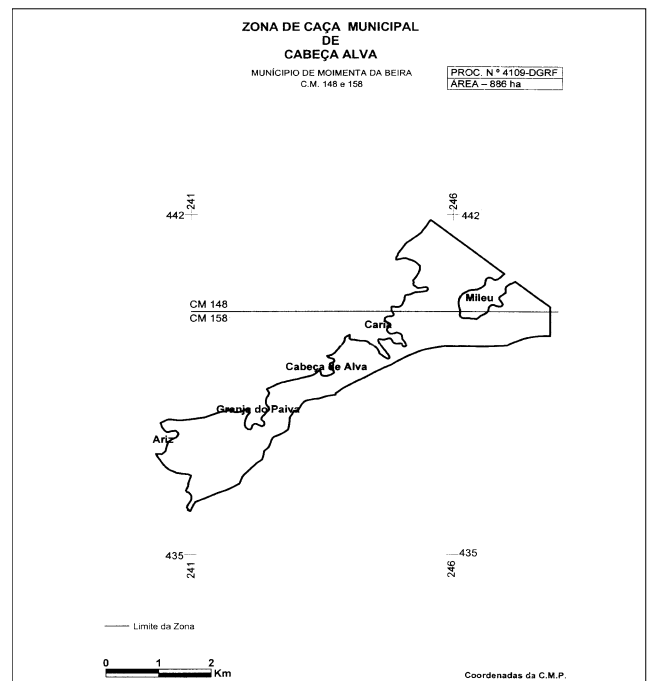 ZONA DE CAÇA MUNICIPAL
DE
CABEÇA ALVA
MUNÍCIPIO DE MOIMENTA DA BEIRA
C.M. 148 e 158
PROC. N º 4109-DGRF
ÁREA – 886 ha
241
246
442
442
Mileu
CM 148
CM 158
Caria
Cabeça de Alva
Granja do Paiva
Ariz
435
435
241
246
Limite da Zona
0 1 2
Km
Coordenadas da C.M.P.